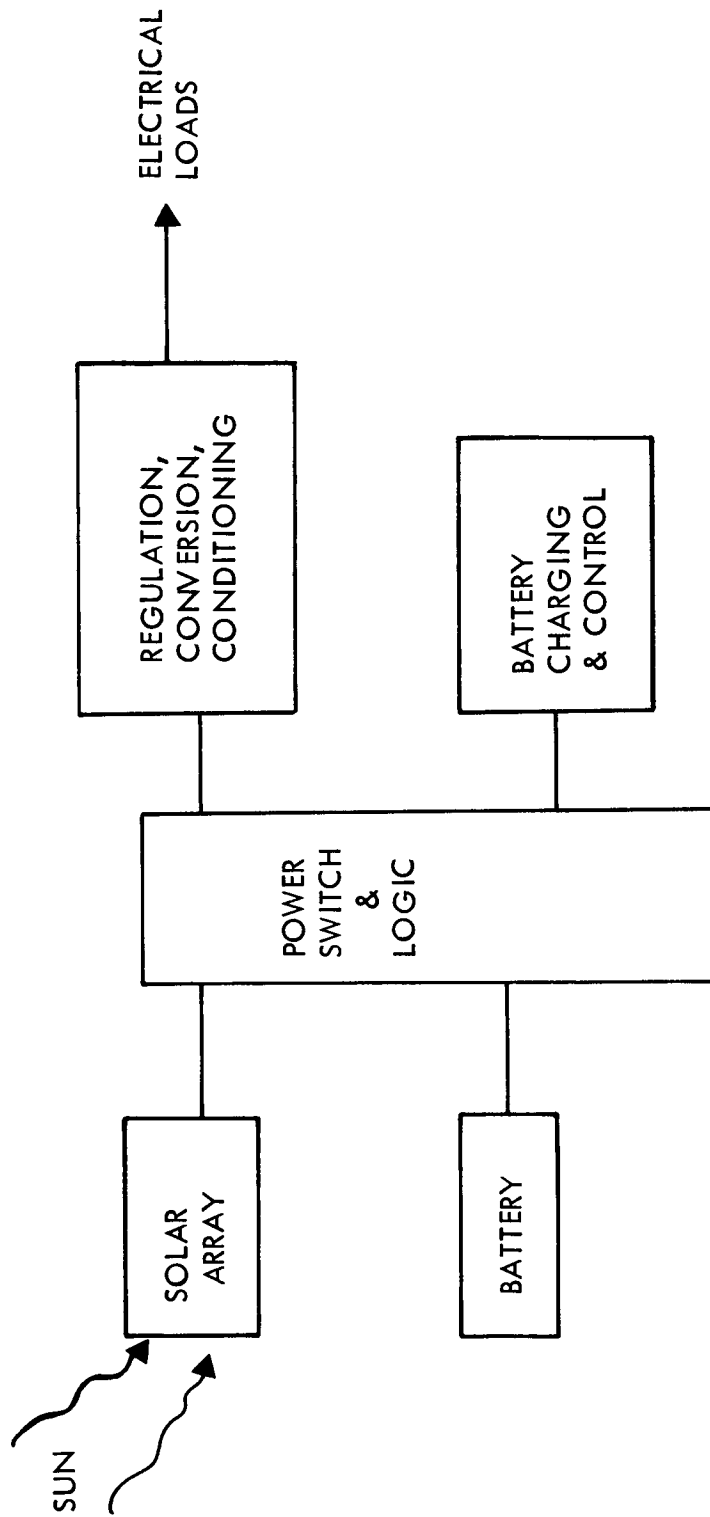 SUN
SOLAR
ARRAY
BATTERY
POWER
SWITCH
&
LOGIC
REGULATION,
CONVERSION,
CONDITIONING
BATTERY
CHARGING
& CONTROL
ELECTRICAL
LOADS